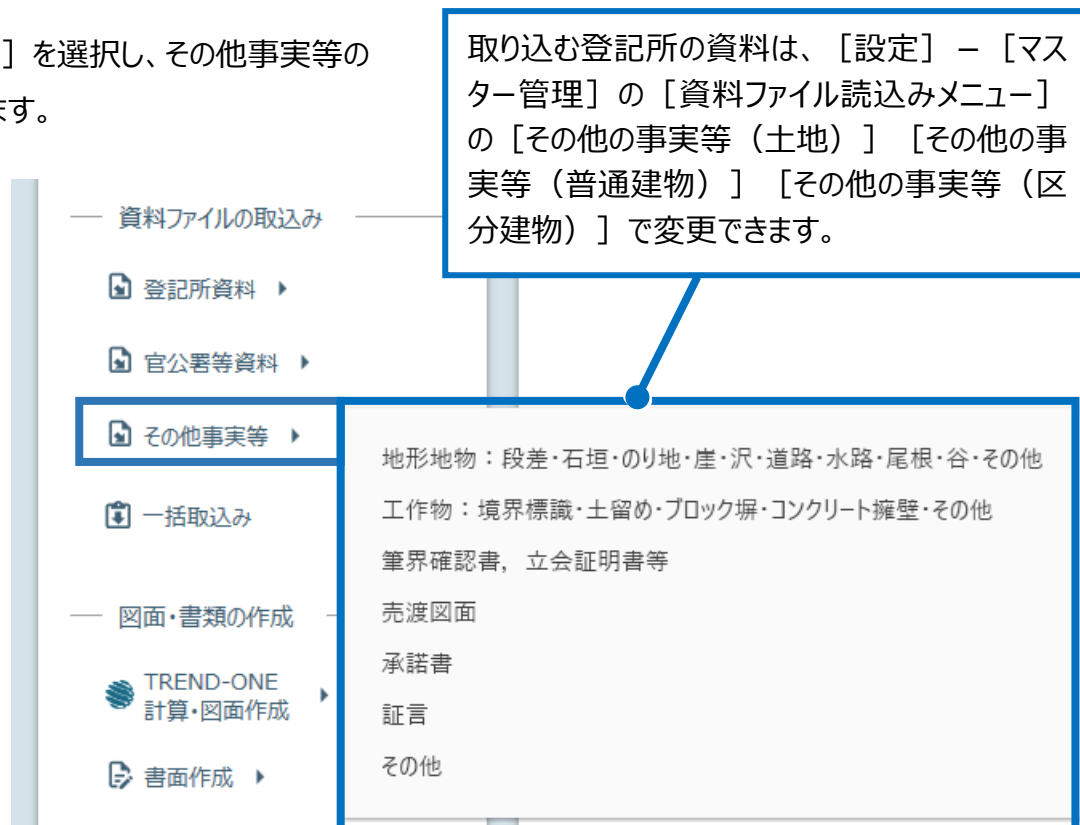 ］を選択し、その他事実等の
ます。
取り込む登記所の資料は、［設定］－［マス
ター管理］の［資料ファイル読込みメニュー］
の［その他の事実等（土地）］［その他の事
実等（普通建物）］［その他の事実等（区
分建物）］で変更できます。
資料ファイルの取込み
登記所資料
官公署等資料
その他事実等
地形地物：段差・石垣・のり地・崖・沢・道路・水路・尾根・谷・その他
工作物：境界標識・土留め・ブロック塀・コンクリート擁壁・その他
筆界確認書，立会証明書等
売渡図面
承諾書
証言
その他
一括取込み
図面・書類の作成
TREND-ONE
計算・図面作成
書面作成